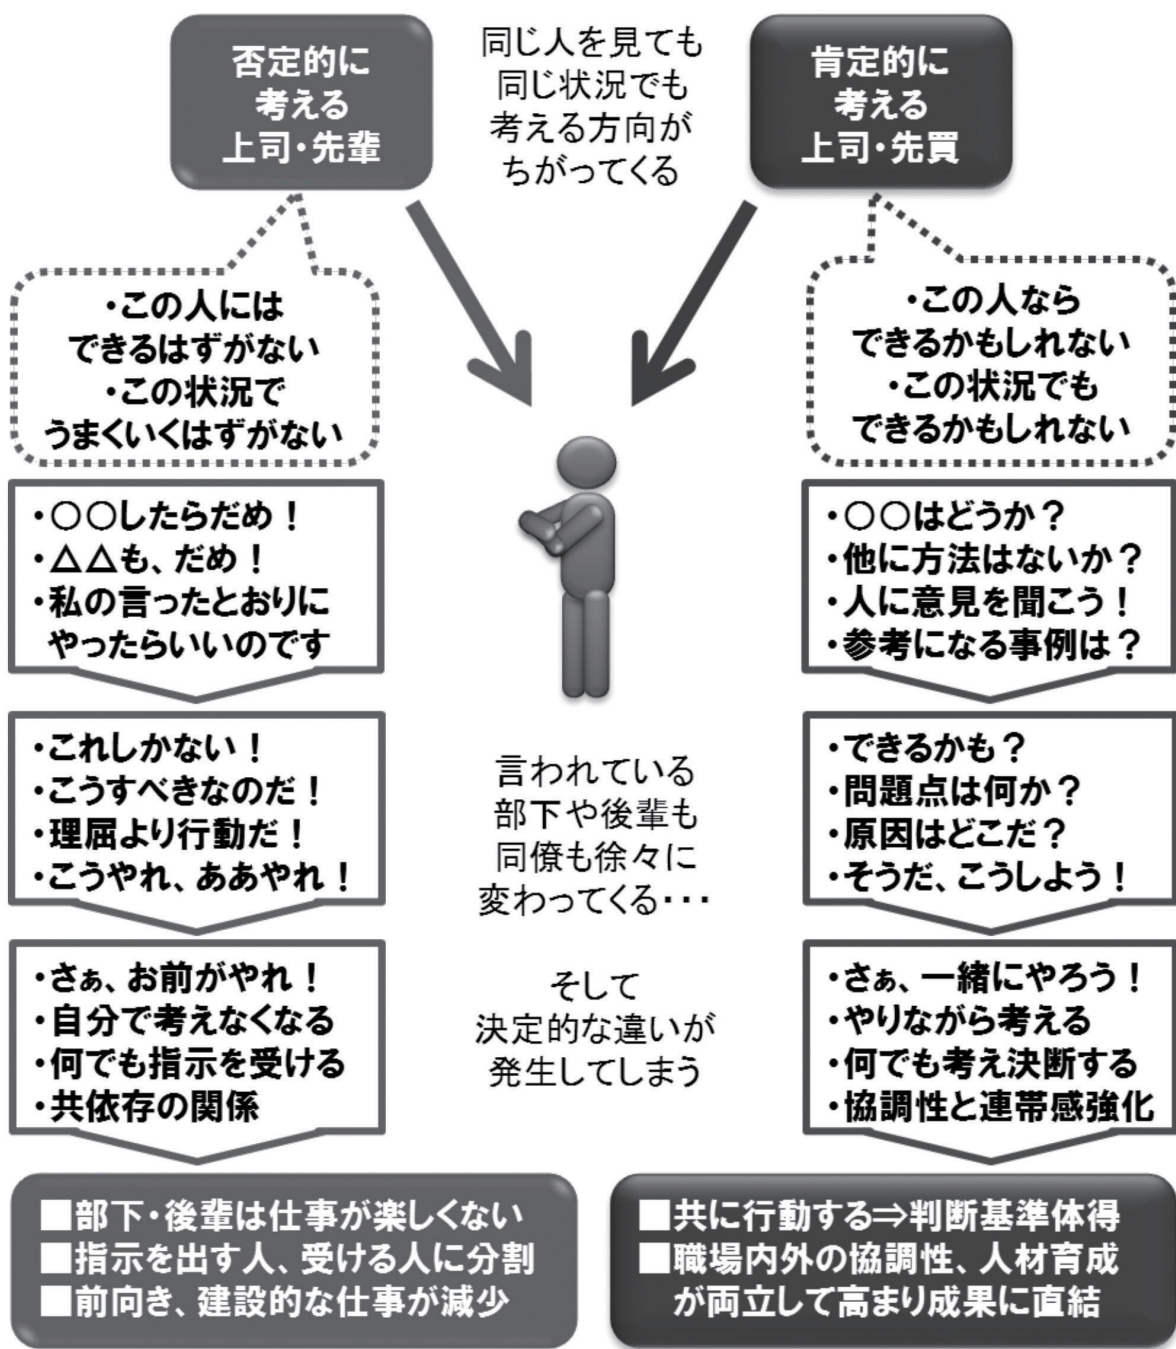 否定的に
考える
上司・先輩
同じ人を見ても
同じ状況でも
考える方向が
ちがってくる
肯定的に
考える
上司・先買
・この人には
できるはずがない
・この状況で
うまくいくはずがない
・この人なら
できるかもしれない
・この状況でも
できるかもしれない
・○○したらだめ!
・△△も、だめ!
・私の言ったとおりに
やったらいいのです
・○○はどうか?
・他に方法はないか?
・人に意見を聞こう!
・参考になる事例は?
・これしかない!
・こうすべきなのだ!
・理屈より行動だ!
・こうやれ、ああやれ!
言われている
部下や後輩も
同僚も徐々に
変わってくる・・・
・できるかも?
・問題点は何か?
・原因はどこだ?
・そうだ、こうしよう!
・さぁ、お前がやれ!
・自分で考えなくなる
・何でも指示を受ける
・共依存の関係
そして
決定的な違いが
発生してしまう
・さぁ、一緒にやろう!
・やりながら考える
・何でも考え決断する
・協調性と連帯感強化
■部下・後輩は仕事が楽しくない
■指示を出す人、受ける人に分割
■前向き、建設的な仕事が減少
■共に行動する⇒判断基準体得
■職場内外の協調性、人材育成
が両立して高まり成果に直結